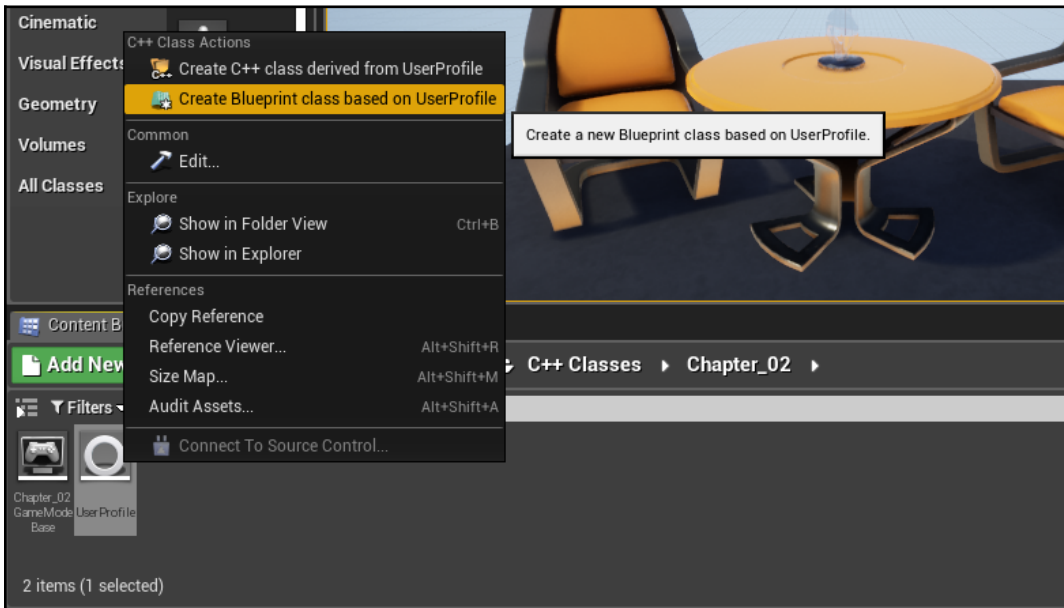 Cinematic
Visual Effects
Geometry
Volumes
All Classes
C++ Class Actions
C++
Create C++ class derived from UserProfile
Create Blueprint class based on UserProfile
Create a new Blueprint class based on UserProfile.
Common
Edit...
Explore
Show in Folder View Ctrl+B
Show in Explorer
References
Copy Reference
Reference Viewer... Alt+Shift+R
Size Map... Alt+Shift+M
Audit Assets... Alt+Shift+A
Connect To Source Control...
Content B
Add New
C++ Classes Chapter_02
Filters
Chapter_02
GameMode
Base
UserProfile
2 items (1 selected)